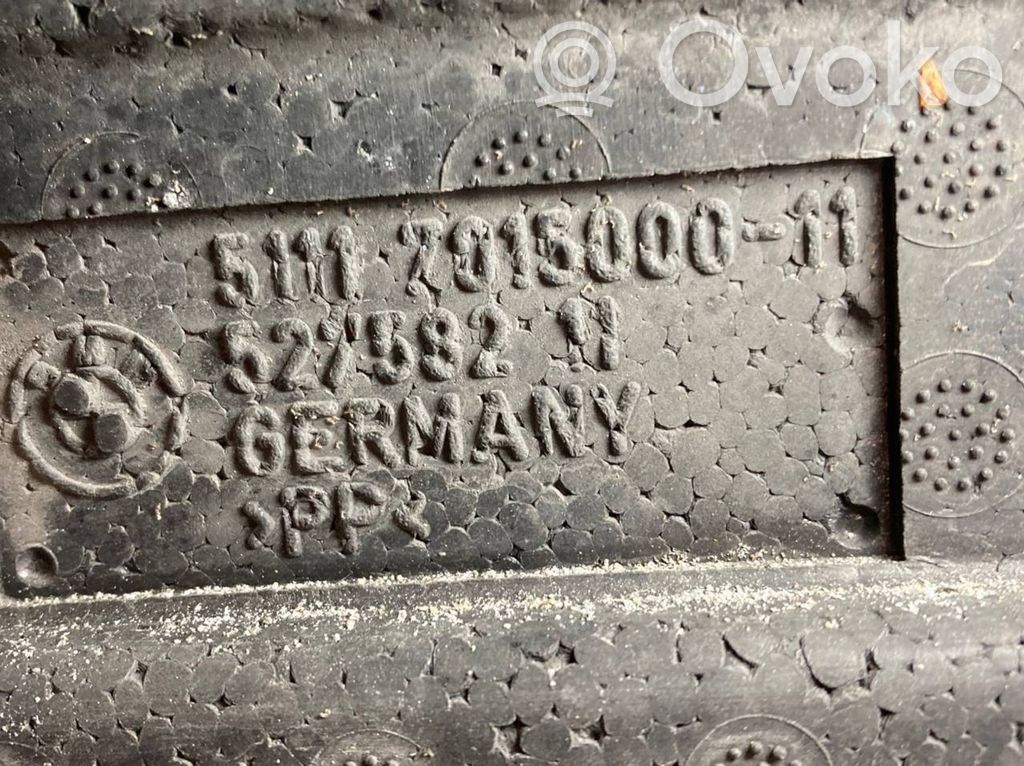 Ovoko
5111 7015000-11
527582 11
GERMANY
>PP<